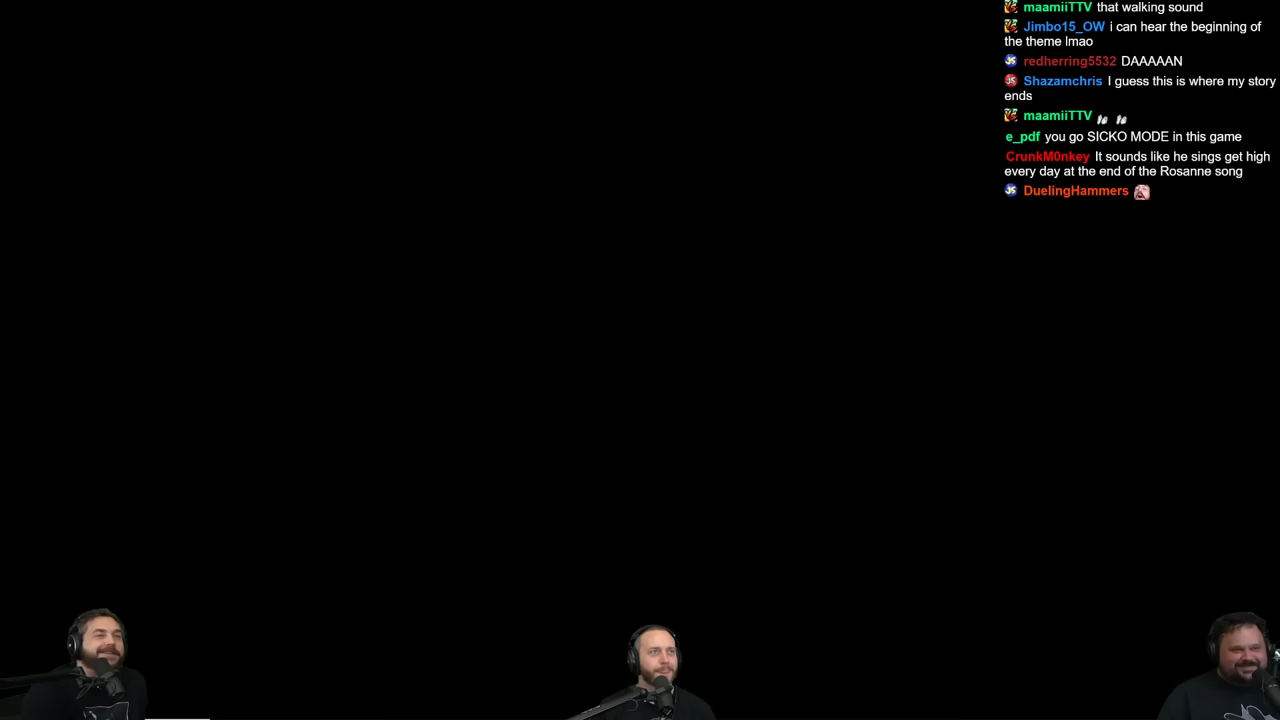 maamiiTTV that walking sound
Jimbo15_OW i can hear the beginning of
the theme lmao
redherring5532 DAAAAAN
Shazamchris I guess this is where my story
ends
maamiiTTV
e_pdf you go SICKO MODE in this game
CrunkM0nkey It sounds like he sings get high
every day at the end of the Rosanne song
DuelingHammers